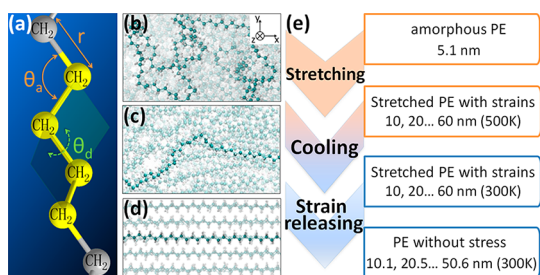 (a)
CH2
r
θa
CH2
CH2
θd
CH2
CH2
CH2
(b)
y
z
x
(c)
(d)
(e)
Stretching
Cooling
Strain
releasing
amorphous PE
5.1 nm
Stretched PE with strains
10, 20... 60 nm (500K)
Stretched PE with strains
10, 20... 60 nm (300K)
PE without stress
10.1, 20.5... 50.6 nm (300K)